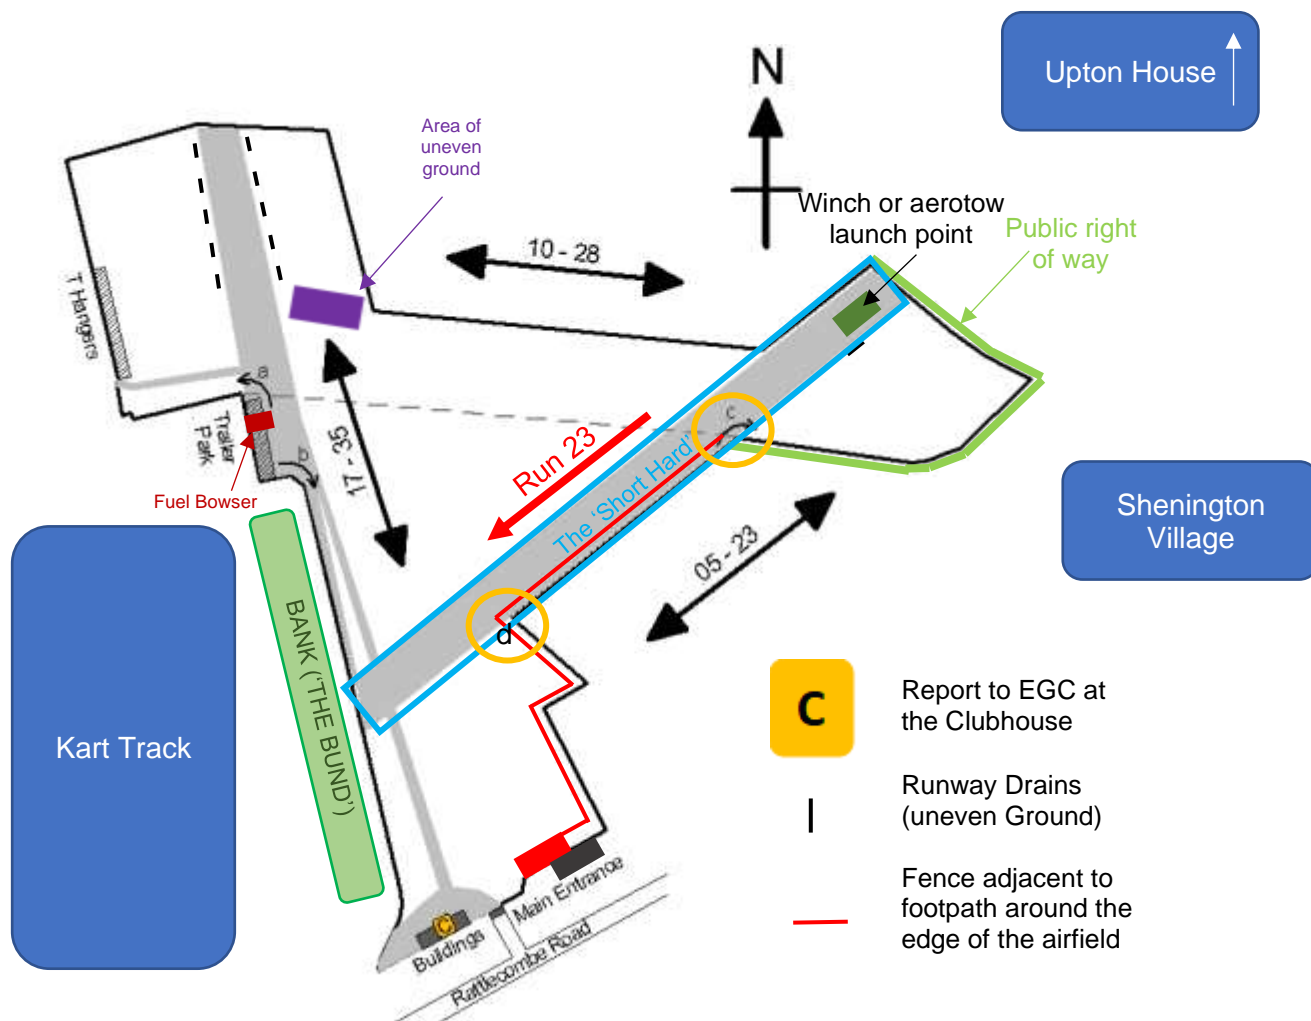 Upton House
N
Area of
uneven
ground
Winch or aerotow
launch point
Public right
of way
10 - 28
T Hangers
a
Trailer
Park
Fuel Bowser
b
17 - 35
Run 23
c
The 'Short Hard'
05 - 23
Shenington
Village
d
BANK ('THE BUND')
Kart Track
C
Report to EGC at
the Clubhouse
Runway Drains
(uneven Ground)
Fence adjacent to
footpath around the
edge of the airfield
Main Entrance
C
Buildings
Rattlecombe Road